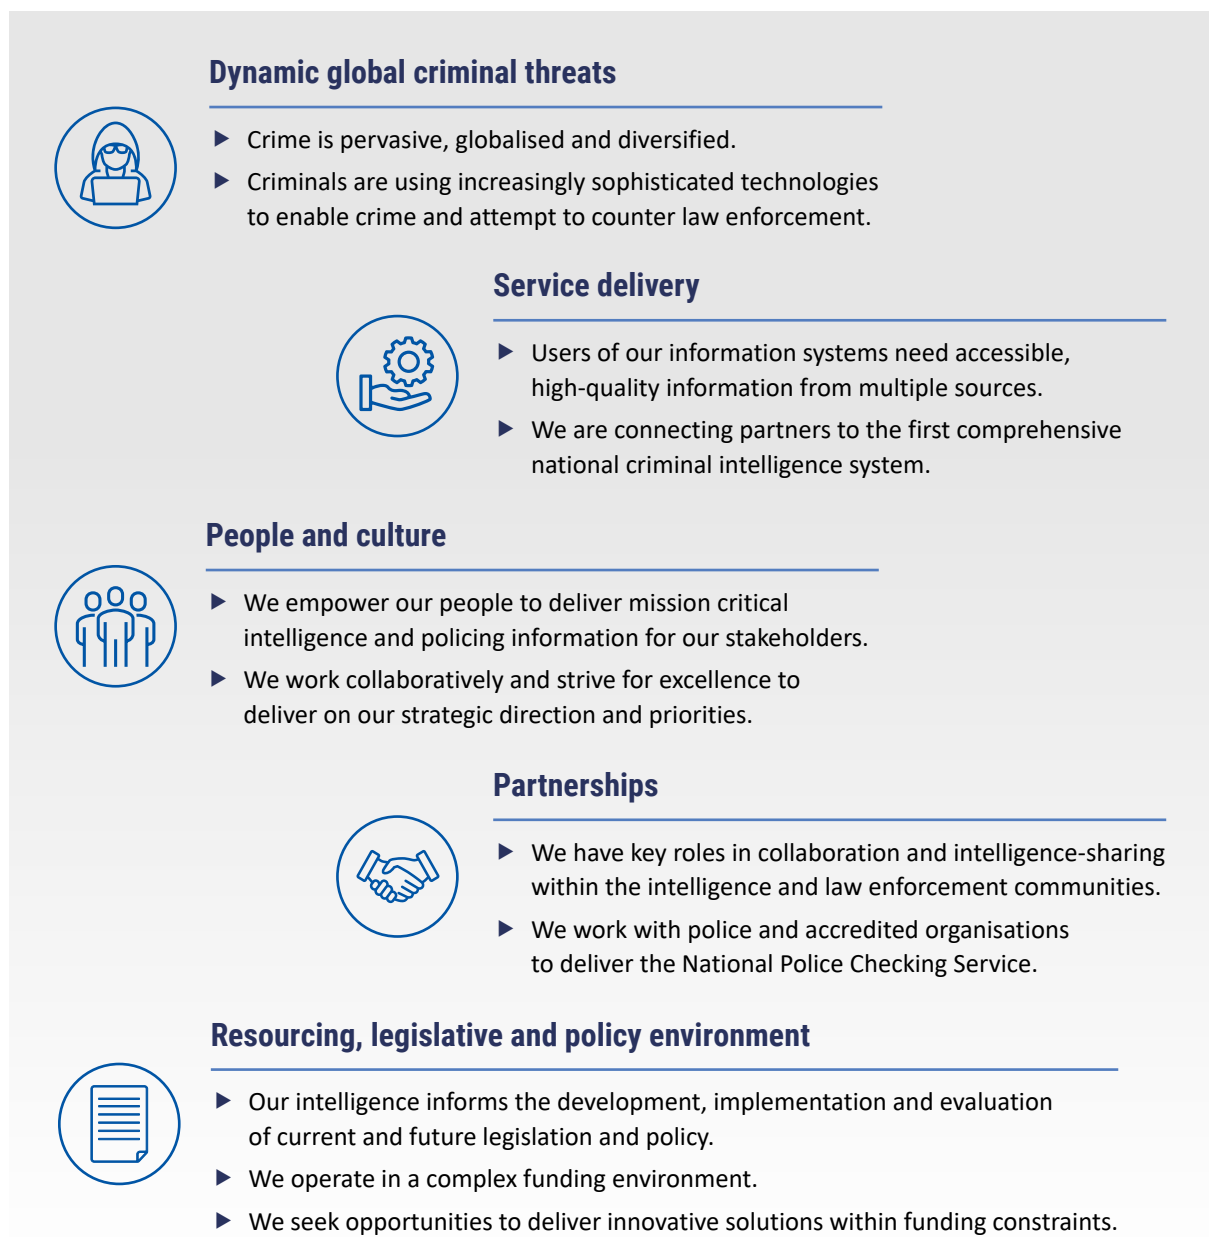 Dynamic global criminal threats
▶ Crime is pervasive, globalised and diversified.
▶ Criminals are using increasingly sophisticated technologies
to enable crime and attempt to counter law enforcement.
Service delivery
▶ Users of our information systems need accessible,
high-quality information from multiple sources.
▶ We are connecting partners to the first comprehensive
national criminal intelligence system.
People and culture
▶ We empower our people to deliver mission critical
intelligence and policing information for our stakeholders.
▶ We work collaboratively and strive for excellence to
deliver on our strategic direction and priorities.
Partnerships
▶ We have key roles in collaboration and intelligence-sharing
within the intelligence and law enforcement communities.
▶ We work with police and accredited organisations
to deliver the National Police Checking Service.
Resourcing, legislative and policy environment
▶ Our intelligence informs the development, implementation and evaluation
of current and future legislation and policy.
▶ We operate in a complex funding environment.
▶ We seek opportunities to deliver innovative solutions within funding constraints.